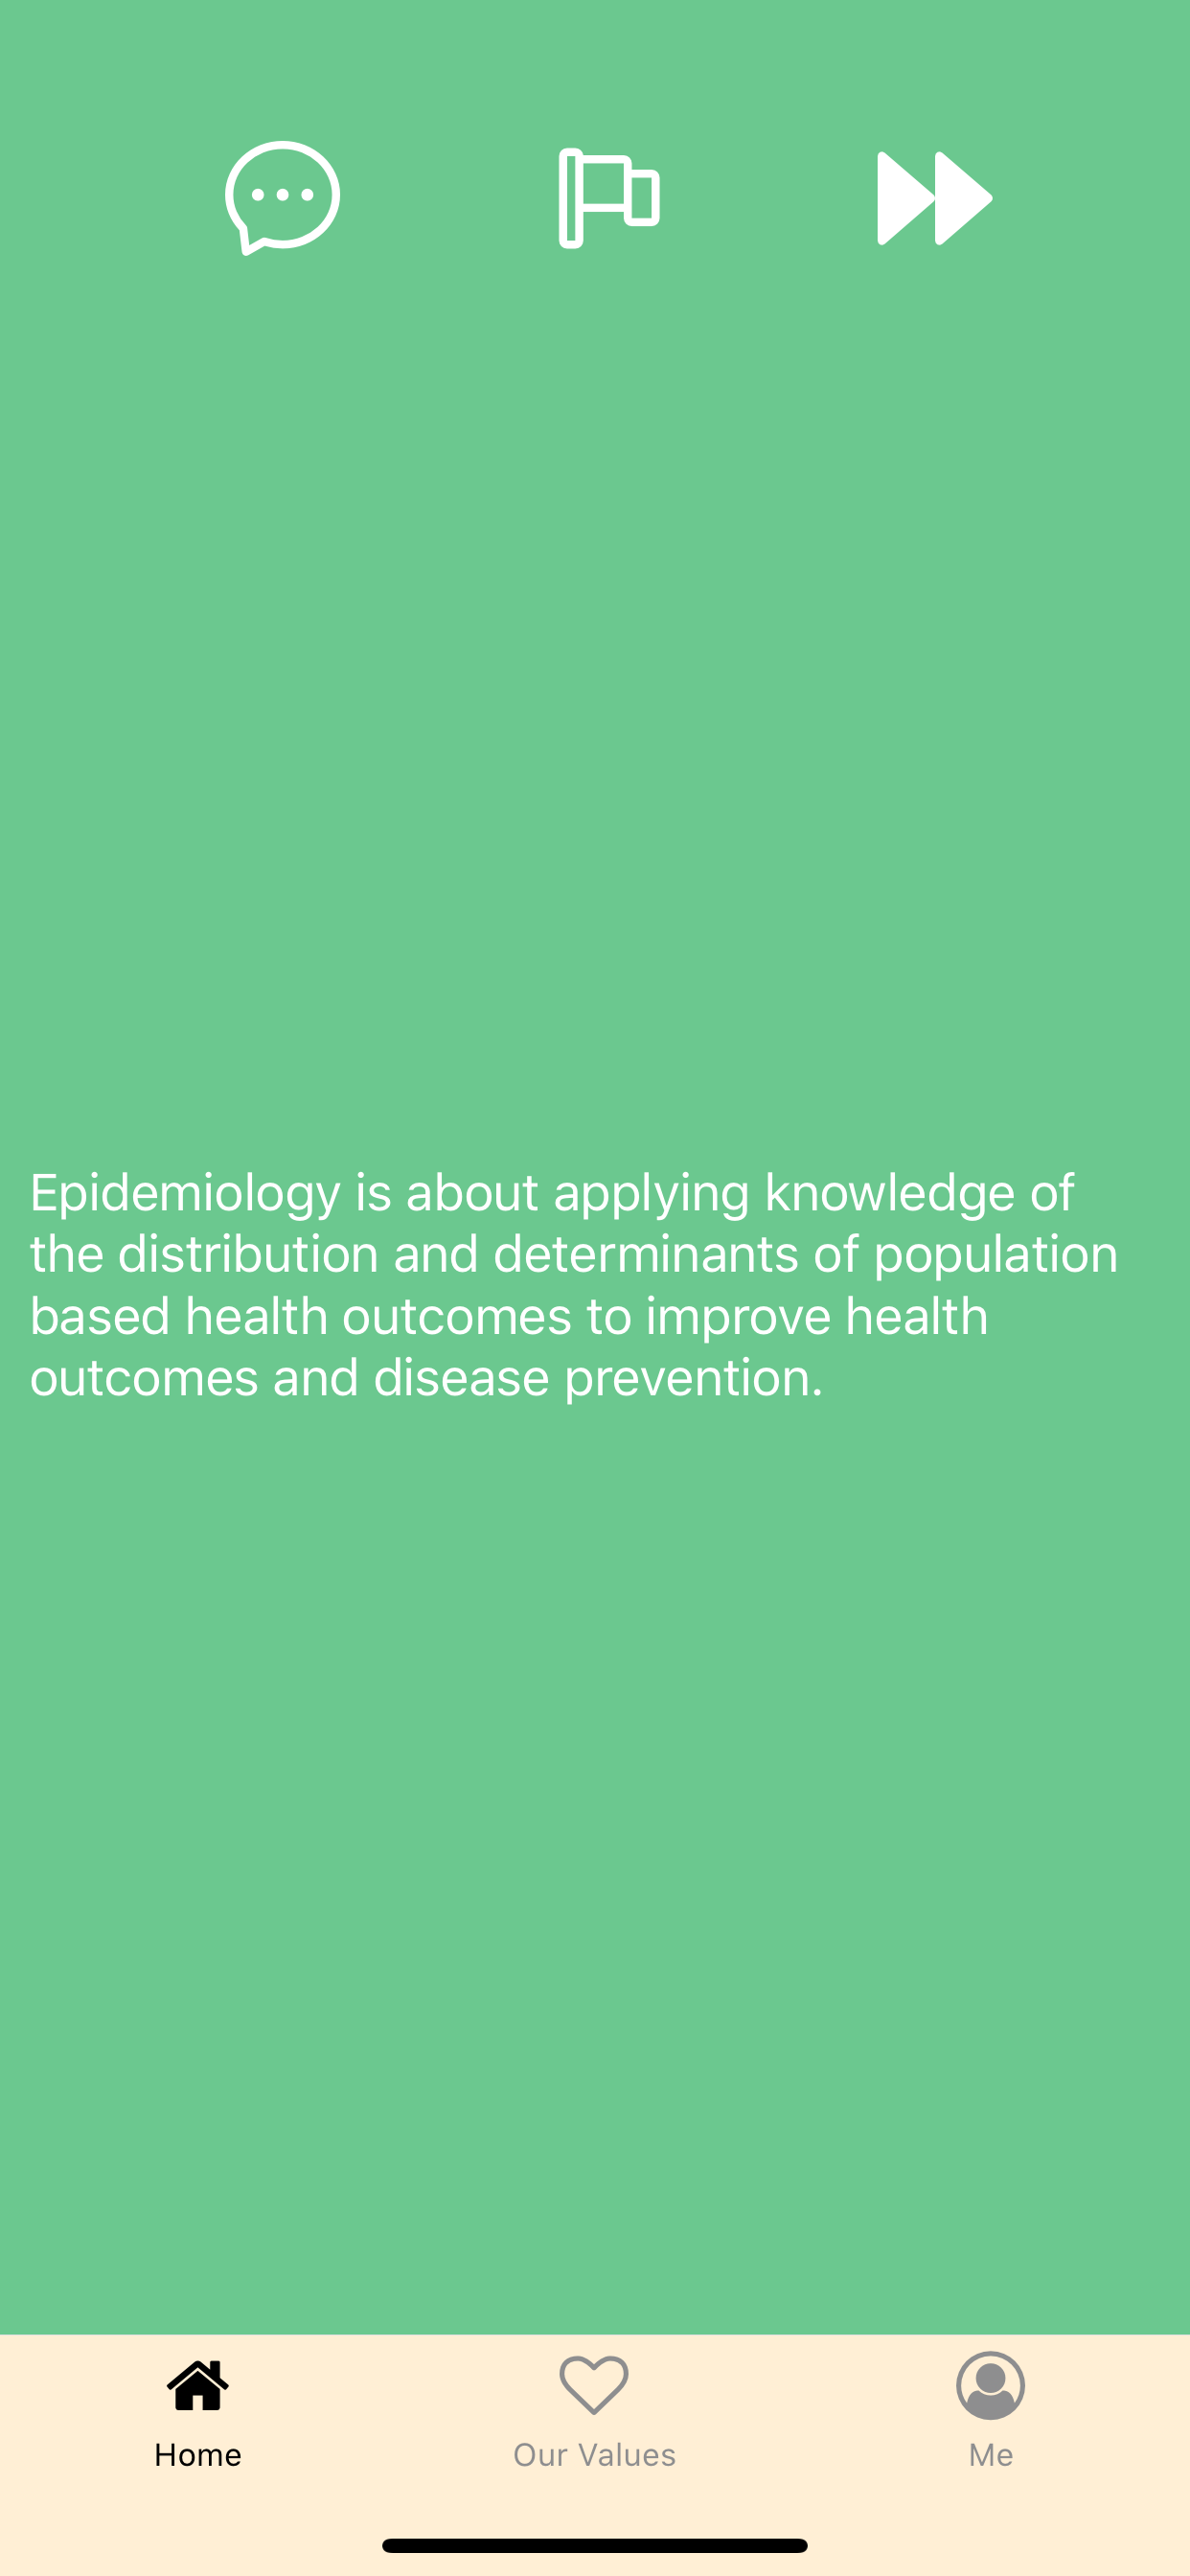 Epidemiology is about applying knowledge of
the distribution and determinants of population
based health outcomes to improve health
outcomes and disease prevention.
Home
Our Values
Me